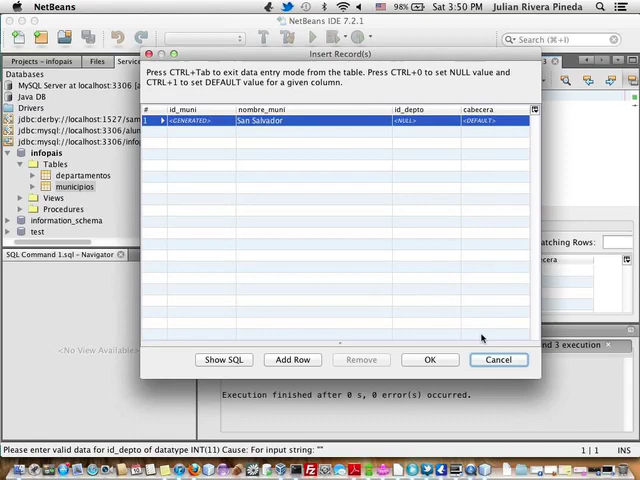 NetBeans
98%
Sat 3:50 PM
Julian Rivera Pineda
NetBeans IDE 7.2.1
Search (⌘+I)
Projects - infopais
Files
Databases
MySQL Server
Java DB
Drivers
jdbc:derby://localhost:1527/sam
jdbc:mysql://localhost:3306/alun
jdbc:mysql://localhost:3306/info
infopais
Tables
departamentos
municipios
Views
Procedures
information_schema
test
SQL Command 1.sql - Navigator
<No View Available>
Insert Record(s)
Press CTRL+Tab to exit data entry mode from the table. Press CTRL+0 to set NULL value and
CTRL+1 to set DEFAULT value for a given column.
# id_muni nombre_muni id_depto cabecera
1 <GENERATED> San Salvador <NULL> <DEFAULT>
Show SQL
Add Row
Remove
OK
Cancel
atching Rows:
ecera
nd 3 execution
Execution finished after 0 s, 0 error(s) occurred.
Please enter valid data for id_depto of datatype INT(11) Cause: For input string: ""
1 | 1